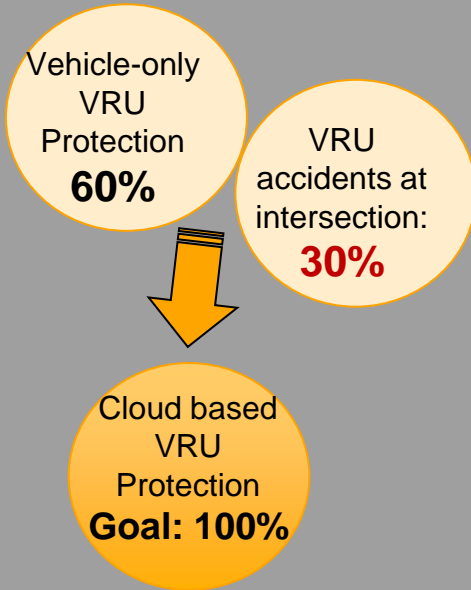 Vehicle-only
VRU
Protection
60%
VRU
accidents at
intersection:
30%
Cloud based
VRU
Protection
Goal: 100%